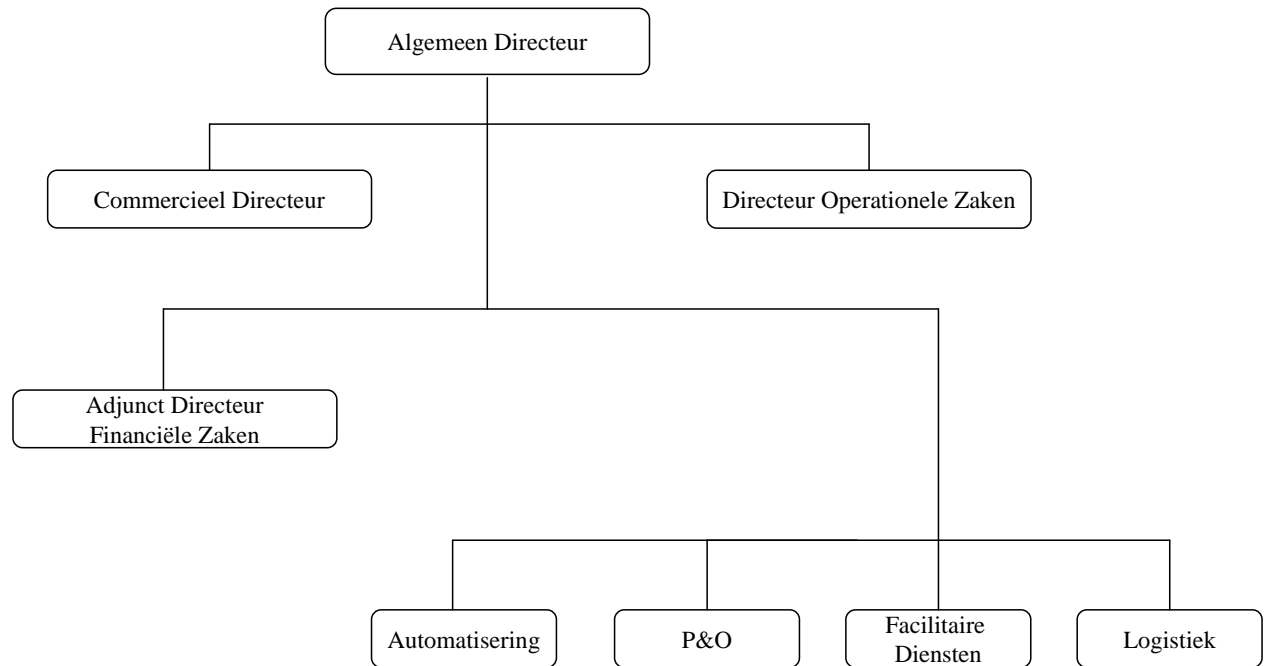 Algemeen Directeur
Commercieel Directeur
Directeur Operationele Zaken
Adjunct Directeur
Financiële Zaken
Automatisering
P&O
Facilitaire
Diensten
Logistiek